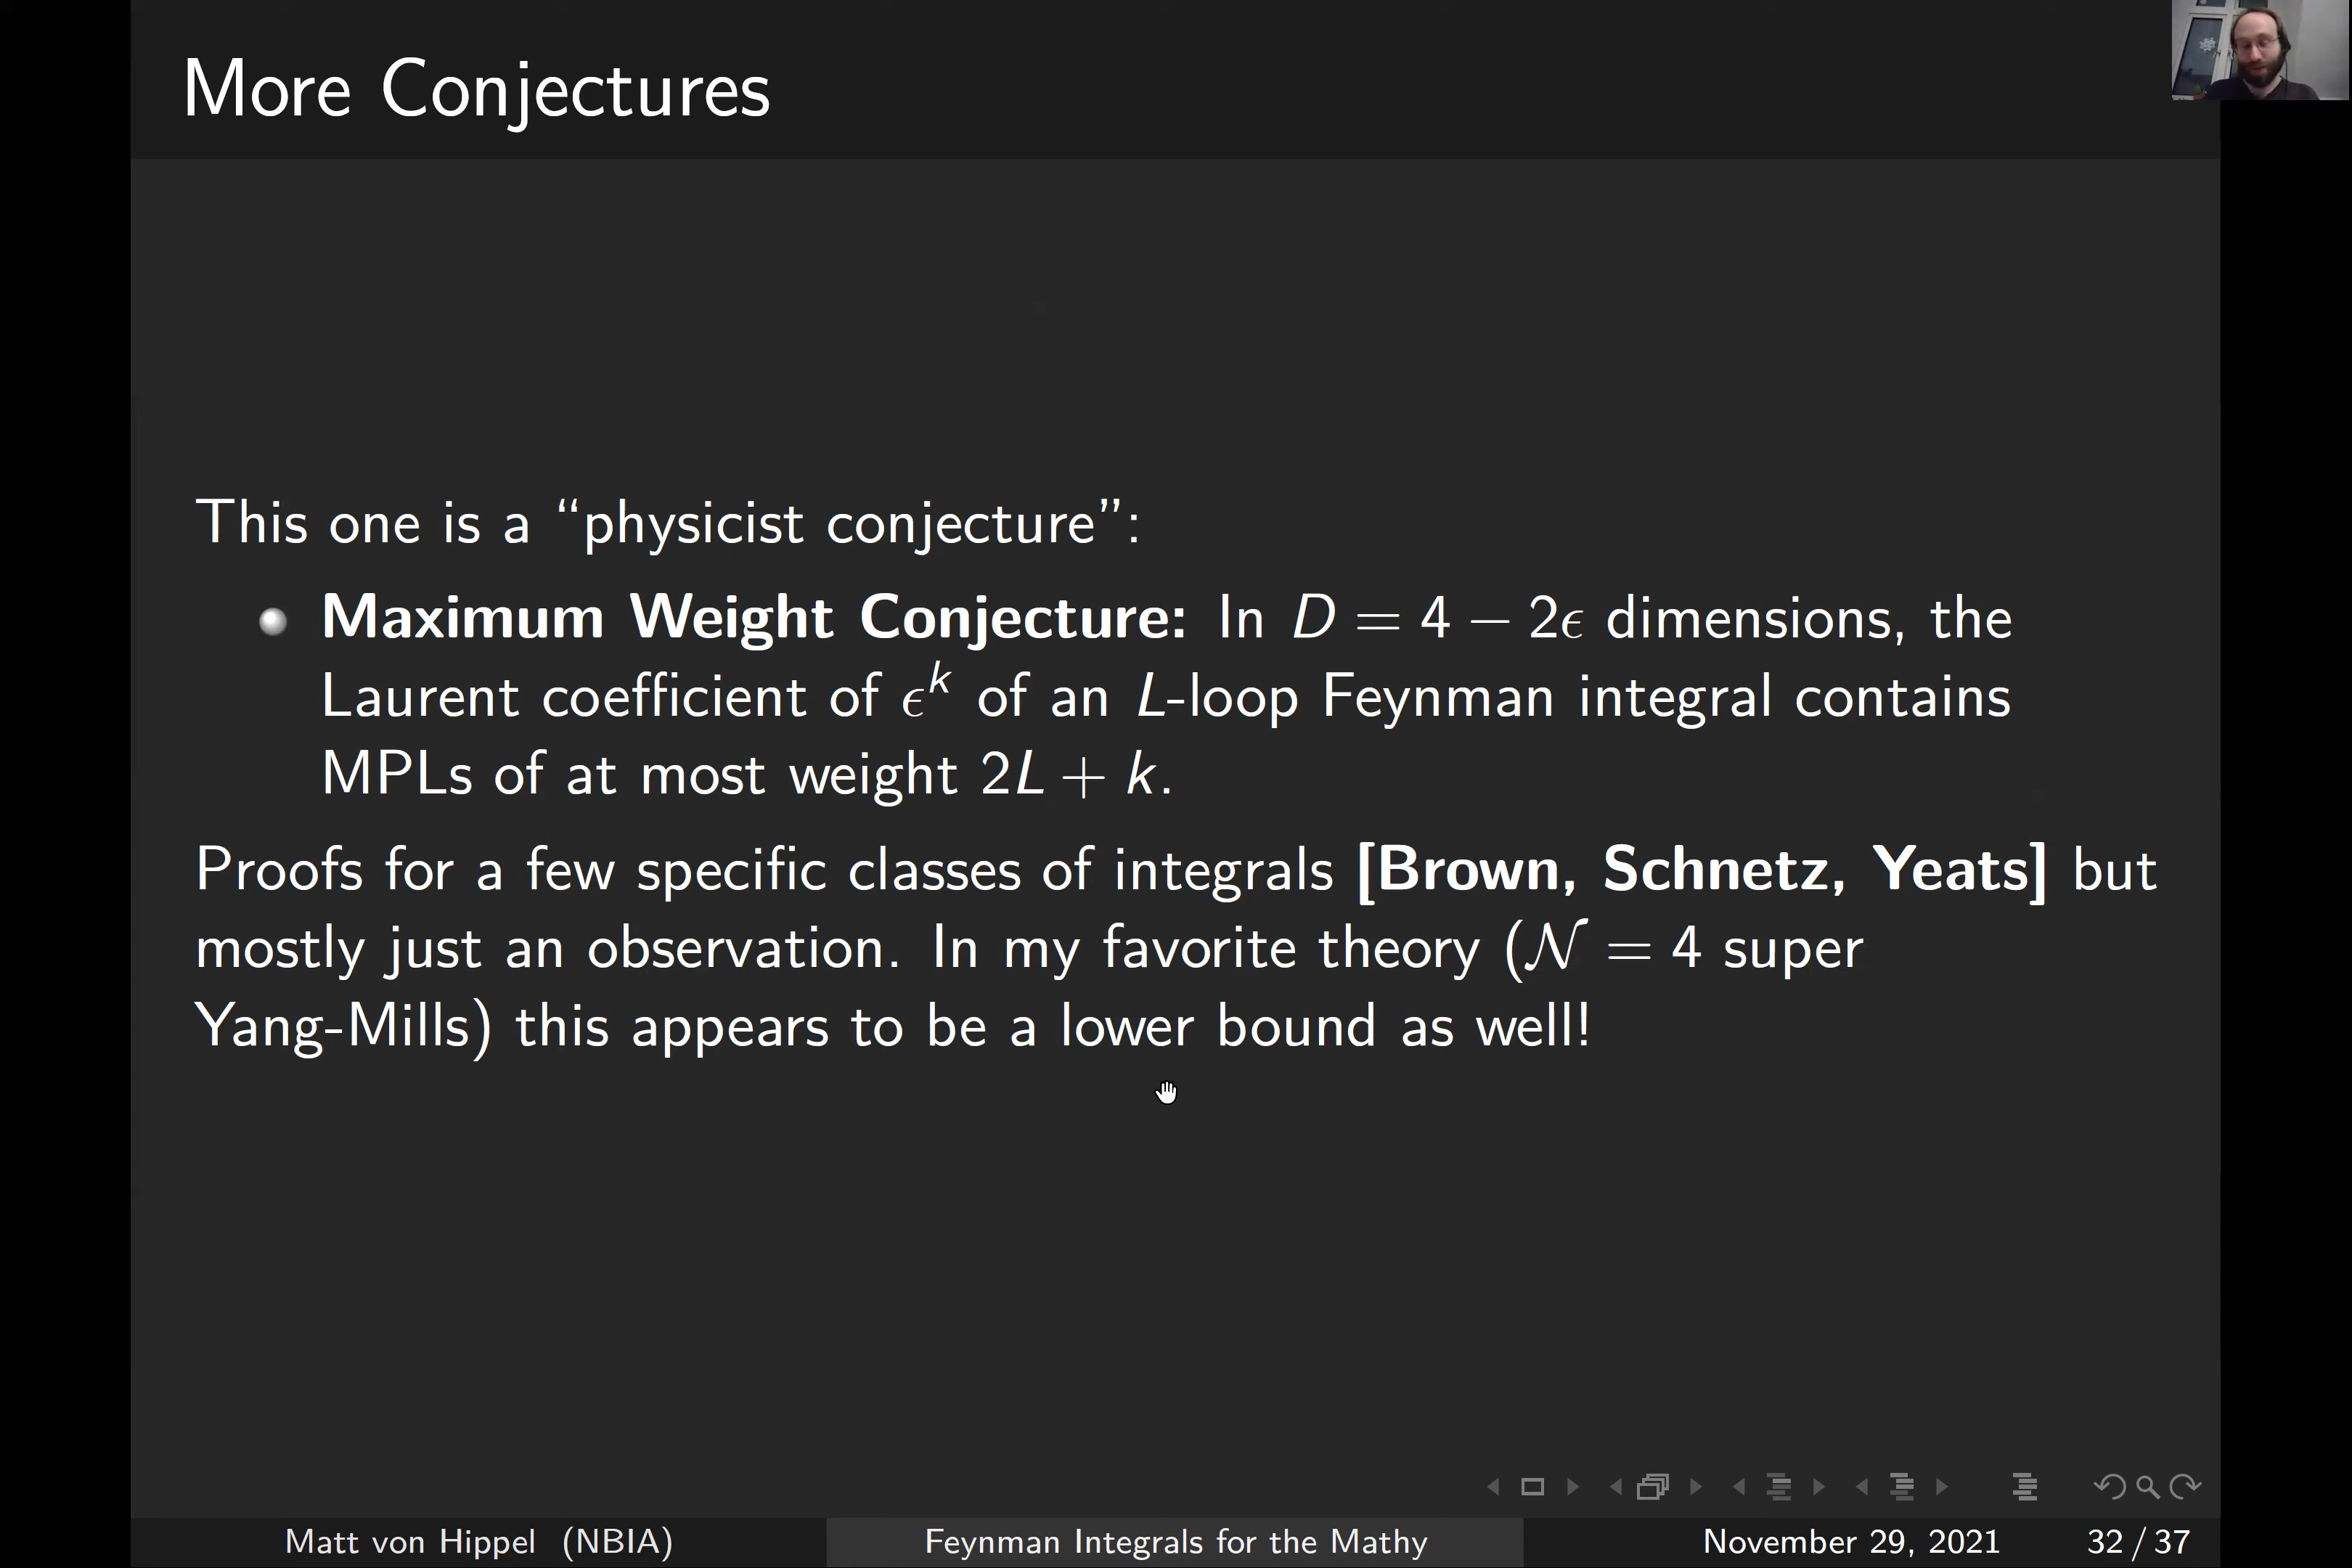 More Conjectures
This one is a “physicist conjecture”:
Maximum Weight Conjecture: In D = 4 − 2ϵ dimensions, the
Laurent coefficient of ϵ^k of an L-loop Feynman integral contains
MPLs of at most weight 2L + k.
Proofs for a few specific classes of integrals [Brown, Schnetz, Yeats] but
mostly just an observation. In my favorite theory (𝒩 = 4 super
Yang-Mills) this appears to be a lower bound as well!
Matt von Hippel (NBIA) Feynman Integrals for the Mathy November 29, 2021 32 / 37